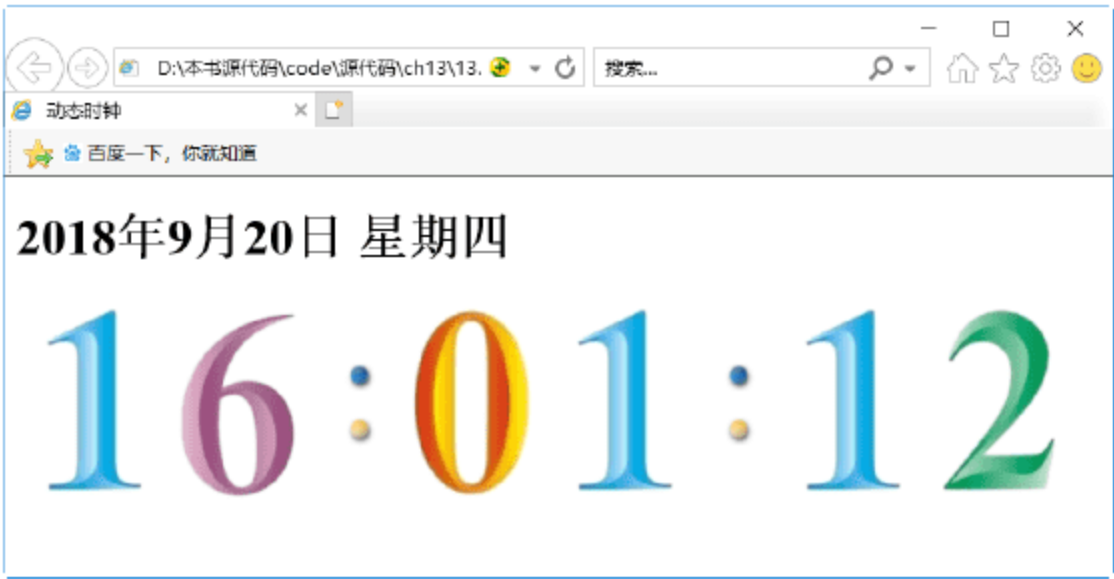 D:\本书源代码\code\源代码\ch13\13.
搜索...
动态时钟
百度一下，你就知道
2018年9月20日 星期四
16:01:12